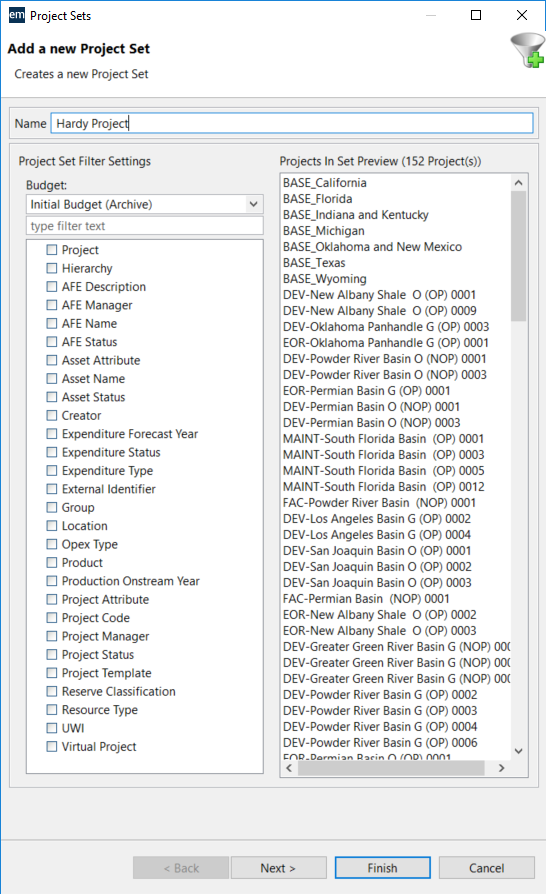 em Project Sets
Add a new Project Set
Creates a new Project Set
Name Hardy Project
Project Set Filter Settings
Budget:
Initial Budget (Archive)
type filter text
Project
Hierarchy
AFE Description
AFE Manager
AFE Name
AFE Status
Asset Attribute
Asset Name
Asset Status
Creator
Expenditure Forecast Year
Expenditure Status
Expenditure Type
External Identifier
Group
Location
Opex Type
Product
Production Onstream Year
Project Attribute
Project Code
Project Manager
Project Status
Project Template
Reserve Classification
Resource Type
UWI
Virtual Project
Projects In Set Preview (152 Project(s))
BASE_California
BASE_Florida
BASE_Indiana and Kentucky
BASE_Michigan
BASE_Oklahoma and New Mexico
BASE_Texas
BASE_Wyoming
DEV-New Albany Shale  O (OP) 0001
DEV-New Albany Shale  O (OP) 0009
DEV-Oklahoma Panhandle G (OP) 0003
EOR-Oklahoma Panhandle G (OP) 0001
DEV-Powder River Basin O (NOP) 0001
DEV-Powder River Basin O (NOP) 0003
EOR-Permian Basin G (OP) 0001
DEV-Permian Basin O (NOP) 0001
DEV-Permian Basin O (NOP) 0003
MAINT-South Florida Basin  (OP) 0001
MAINT-South Florida Basin  (OP) 0003
MAINT-South Florida Basin  (OP) 0005
MAINT-South Florida Basin  (OP) 0012
FAC-Powder River Basin  (NOP) 0001
DEV-Los Angeles Basin G (OP) 0002
DEV-Los Angeles Basin G (OP) 0004
DEV-San Joaquin Basin O (OP) 0001
DEV-San Joaquin Basin O (OP) 0002
DEV-San Joaquin Basin O (OP) 0003
FAC-Permian Basin  (NOP) 0001
EOR-New Albany Shale  O (OP) 0002
EOR-New Albany Shale  O (OP) 0003
DEV-Greater Green River Basin G (NOP) 00
DEV-Greater Green River Basin G (NOP) 00
DEV-Greater Green River Basin G (NOP) 00
DEV-Powder River Basin G (OP) 0002
DEV-Powder River Basin G (OP) 0003
DEV-Powder River Basin G (OP) 0004
DEV-Powder River Basin G (OP) 0006
EOR-Permian Basin O (OP) 0001
< Back
Next >
Finish
Cancel